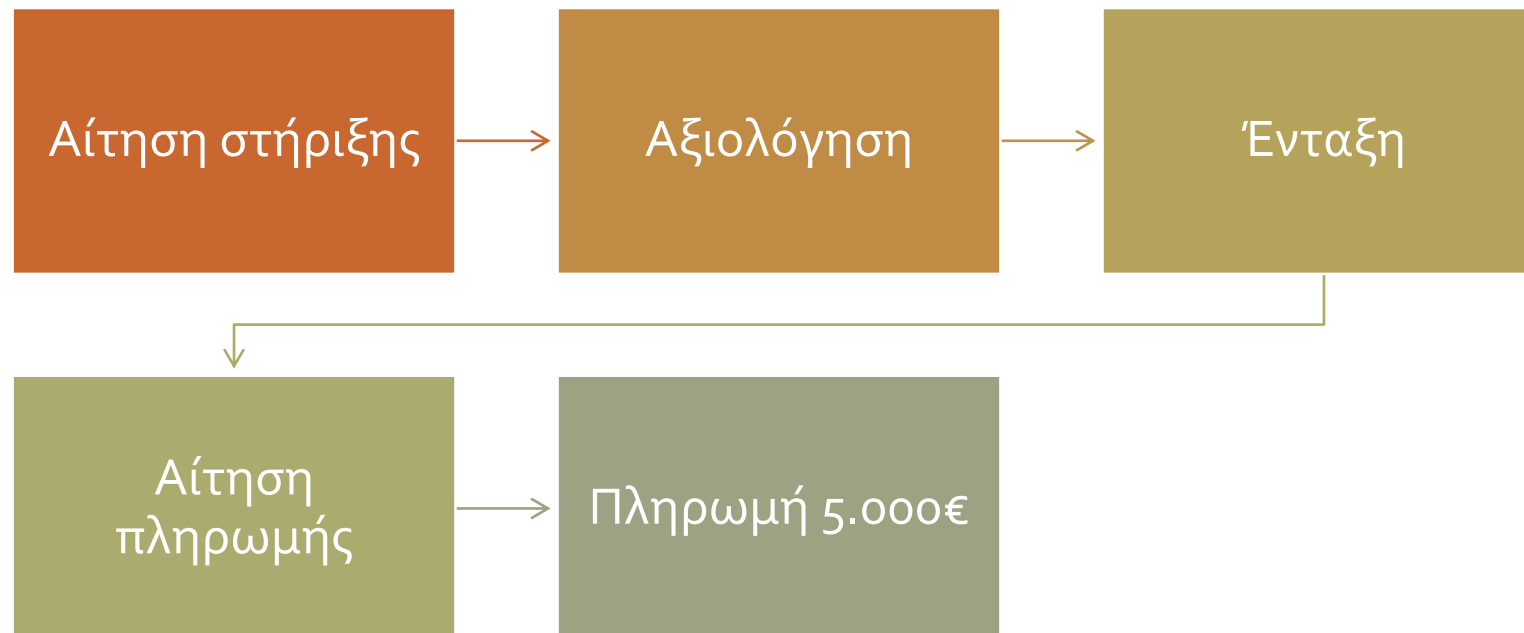 Αίτηση στήριξης
Αξιολόγηση
Ένταξη
Αίτηση
πληρωμής
Πληρωμή 5.000€